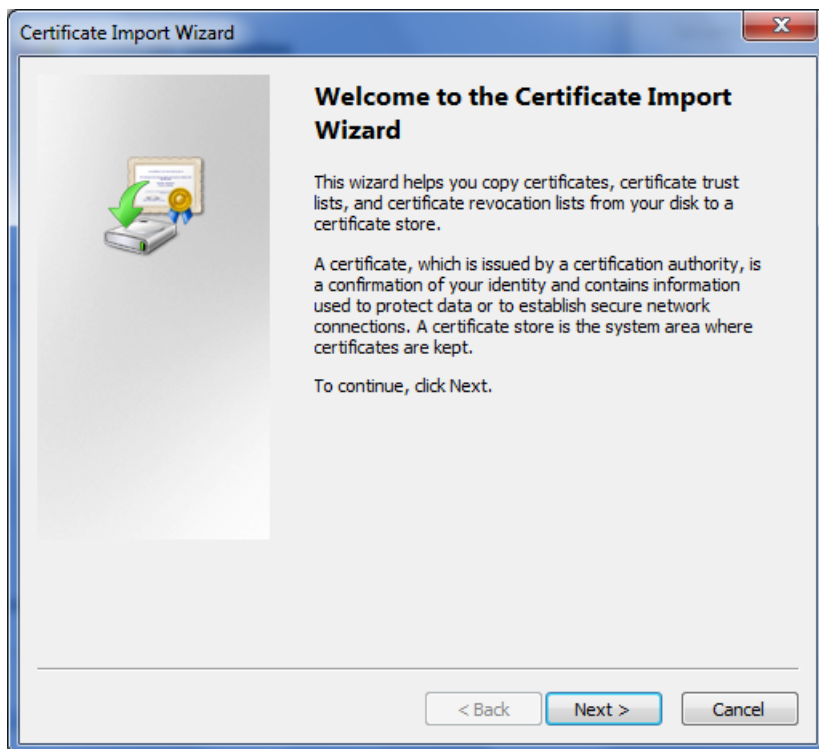 Certificate Import Wizard
Welcome to the Certificate Import
Wizard
This wizard helps you copy certificates, certificate trust
lists, and certificate revocation lists from your disk to a
certificate store.
A certificate, which is issued by a certification authority, is
a confirmation of your identity and contains information
used to protect data or to establish secure network
connections. A certificate store is the system area where
certificates are kept.
To continue, click Next.
< Back Next > Cancel